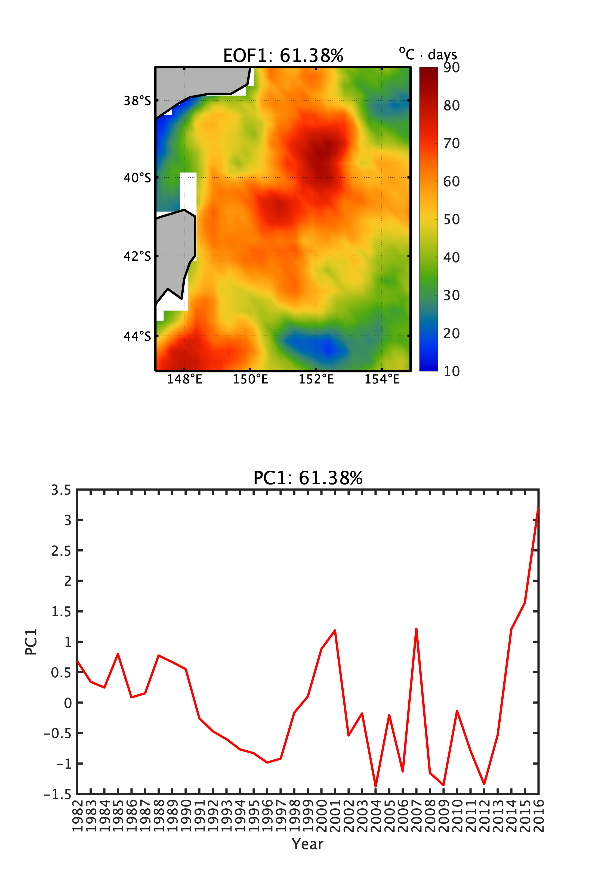 EOF1: 61.38%
°C · days
38°S
40°S
42°S
44°S
148°E 150°E 152°E 154°E
90
80
70
60
50
40
30
20
10
PC1: 61.38%
PC1
3.5
3
2.5
2
1.5
1
0.5
0
−0.5
−1
−1.5
1982 1983 1984 1985 1986 1987 1988 1989 1990 1991 1992 1993 1994 1995 1996 1997 1998 1999 2000 2001 2002 2003 2004 2005 2006 2007 2008 2009 2010 2011 2012 2013 2014 2015 2016
Year